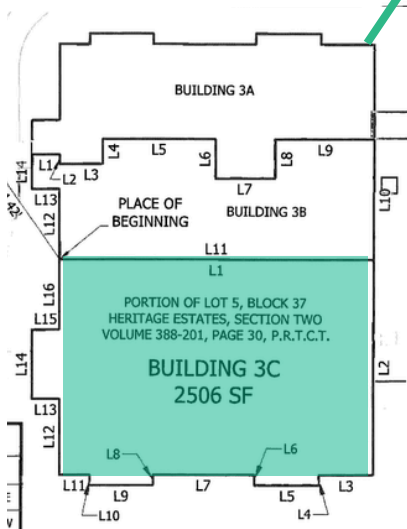 BUILDING 3A
L4
L5
L6
L8
L9
L14
L1
L2
L3
L7
L13
L10
L12
PLACE OF
BEGINNING
BUILDING 3B
L11
L1
L16
PORTION OF LOT 5, BLOCK 37
HERITAGE ESTATES, SECTION TWO
VOLUME 388-201, PAGE 30, P.R.T.C.T.
L15
BUILDING 3C
2506 SF
L14
L2
L13
L12
L8
L6
L11
L9
L7
L5
L3
L10
L4